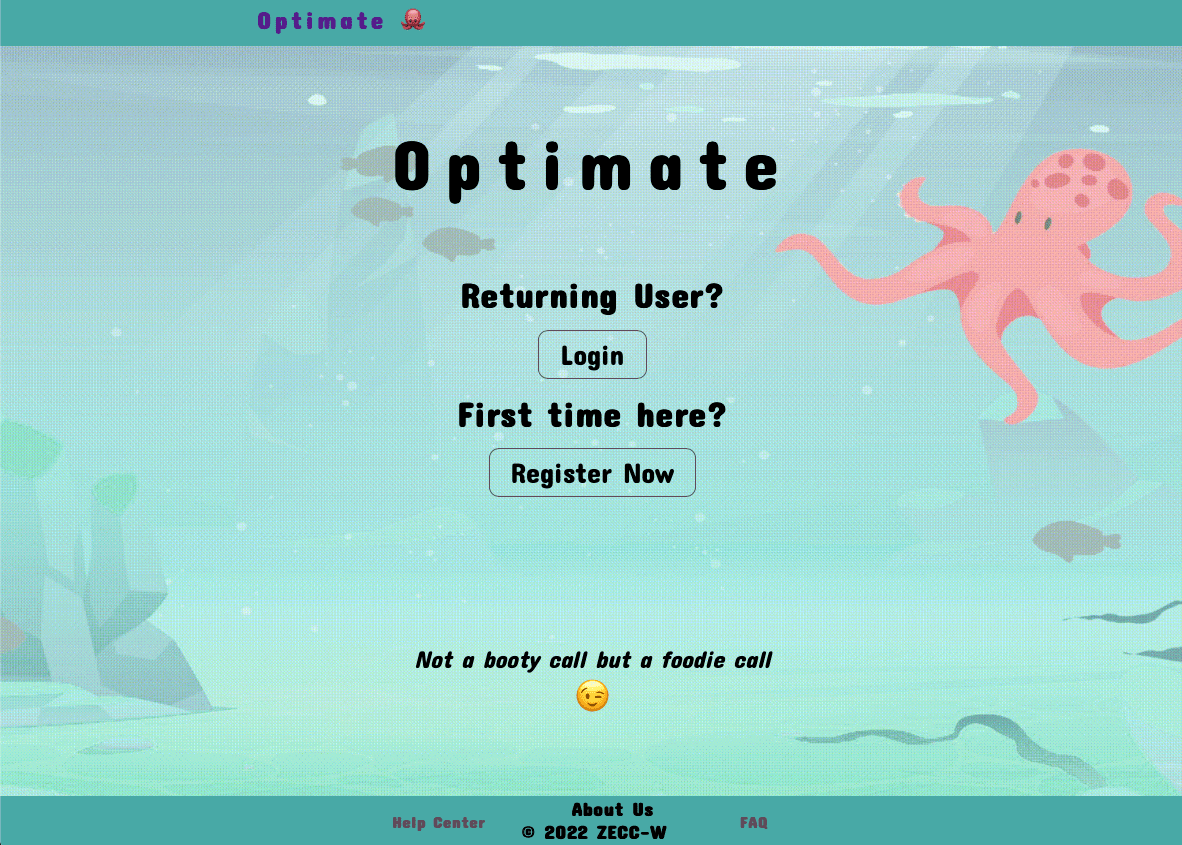 Optimate 🐙
Optimate
Returning User?
Login
First time here?
Register Now
Not a booty call but a foodie call
😉
About Us
Help Center
© 2022 ZECC-W
FAQ